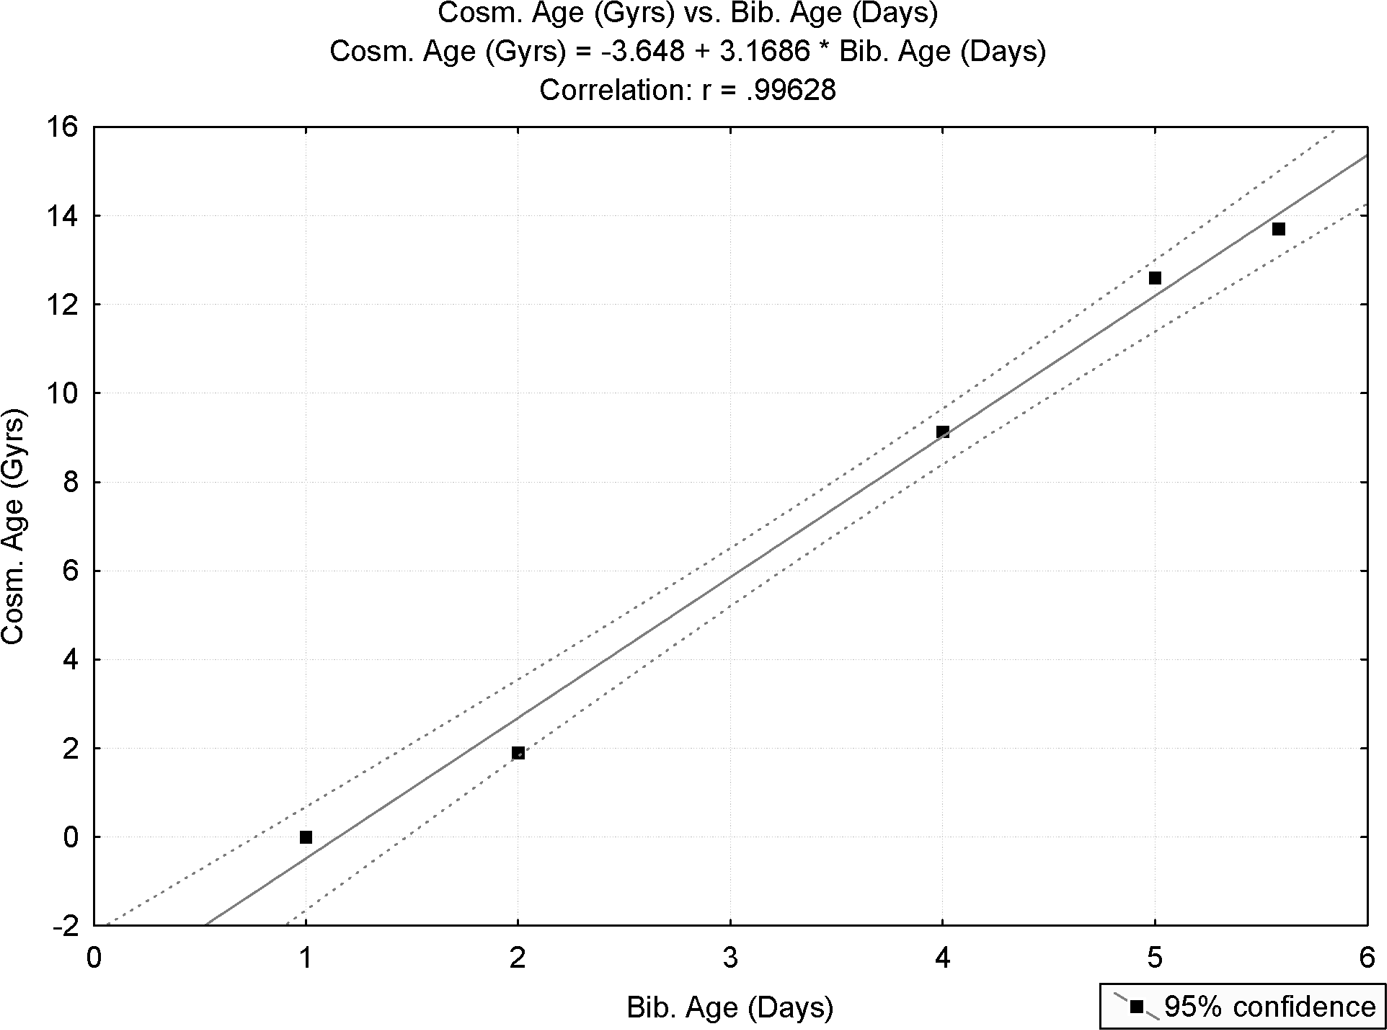 Cosm. Age (Gyrs) vs. Bib. Age (Days)
Cosm. Age (Gyrs) = -3.648 + 3.1686 * Bib. Age (Days)
Correlation: r = .99628
16
14
12
10
8
6
4
2
0
-2
Cosm. Age (Gyrs)
0 1 2 3 4 5 6
Bib. Age (Days)
95% confidence